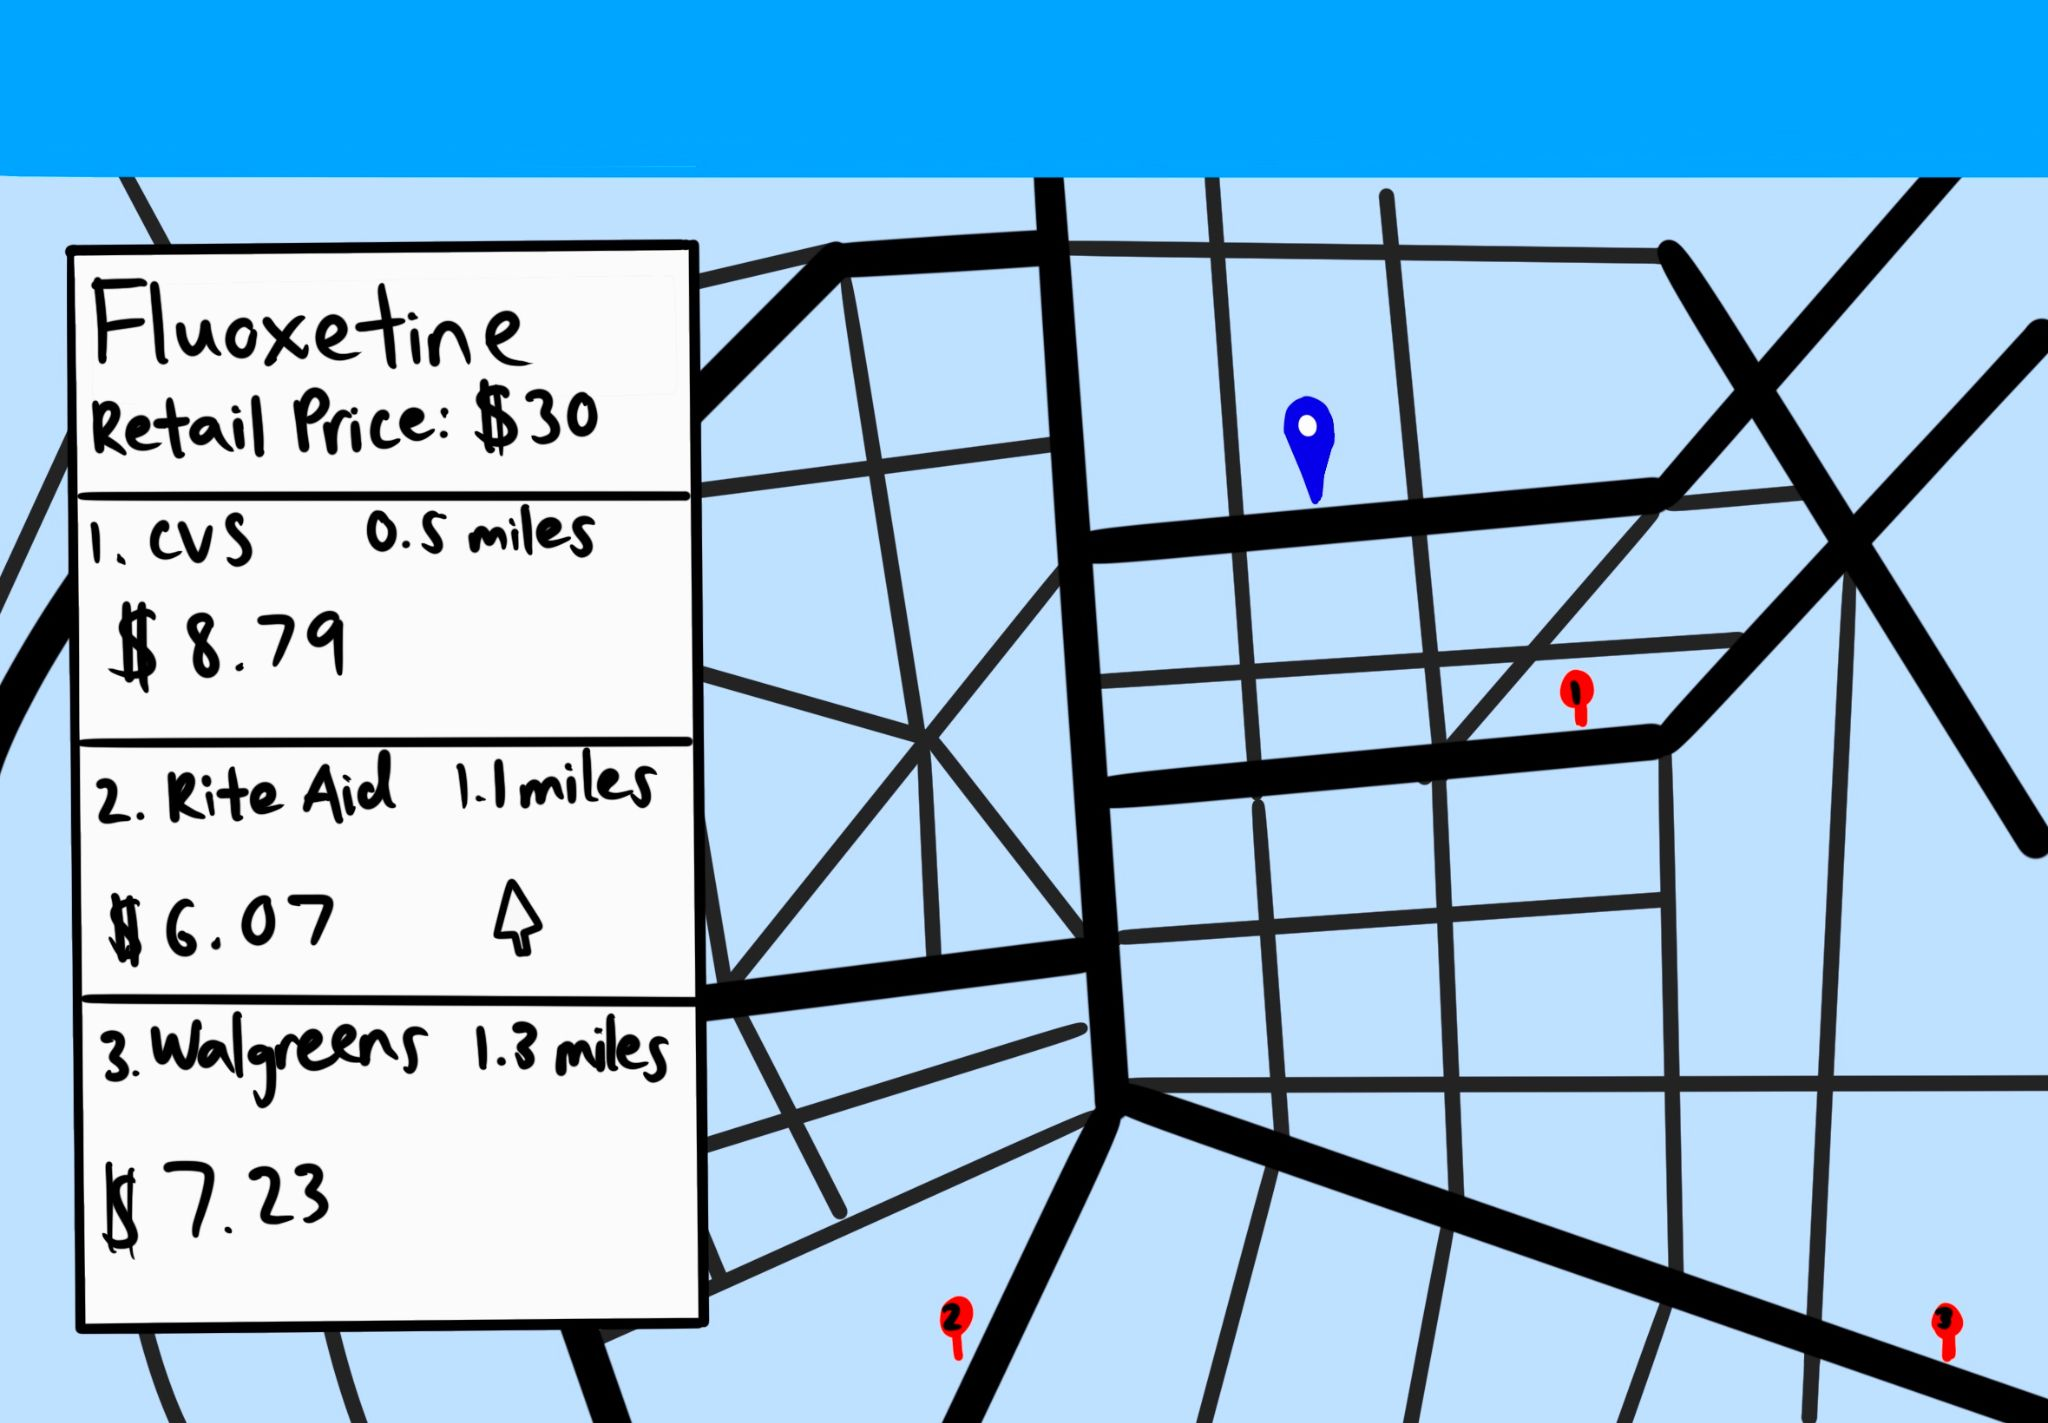 Fluoxetine
Retail Price: $30
1. CVS 0.5 miles
$8.79
2. Rite Aid 1.1 miles
$6.07
3. Walgreens 1.3 miles
$7.23
1
2
3